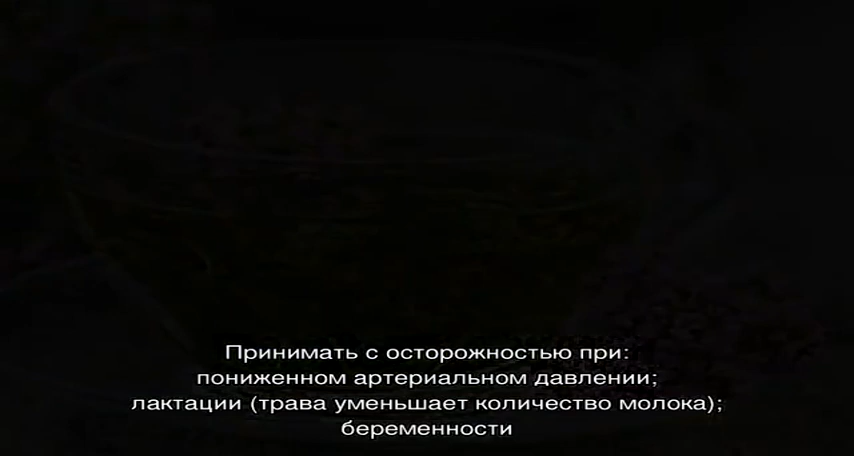 Принимать с осторожностью при:
пониженном артериальном давлении;
лактации (трава уменьшает количество молока);
беременности